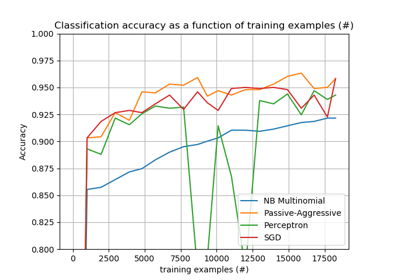 Classification accuracy as a function of training examples (#)
1.000
0.975
0.950
0.925
0.900
0.875
0.850
0.825
0.800
Accuracy
NB Multinomial
Passive-Aggressive
Perceptron
SGD
0 2500 5000 7500 10000 12500 15000 17500
training examples (#)